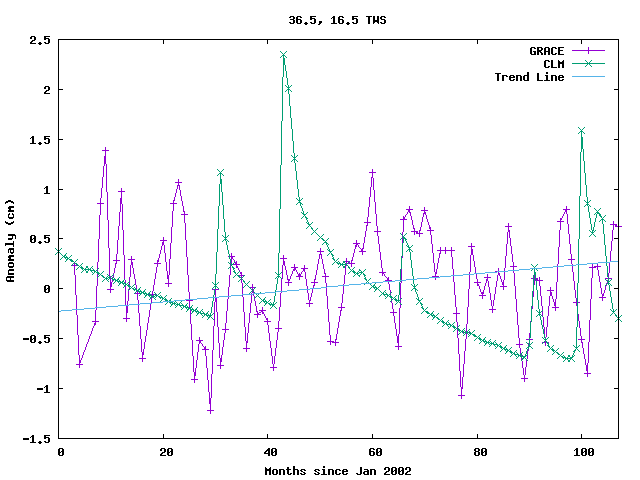 36.5, 16.5 TWS
GRACE
CLM
Trend Line
2.5
2
1.5
1
0.5
0
-0.5
-1
-1.5
Anomaly (cm)
0 20 40 60 80 100
Months since Jan 2002